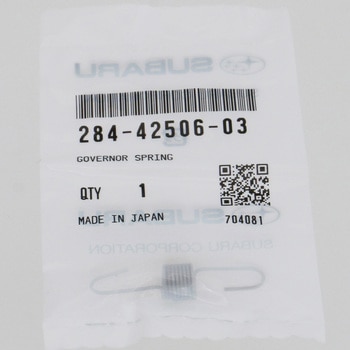 SUBARU
284-42506-03
GOVERNOR SPRING
QTY 1
MADE IN JAPAN 704081
SUBARU
SUBARU CORPORATION